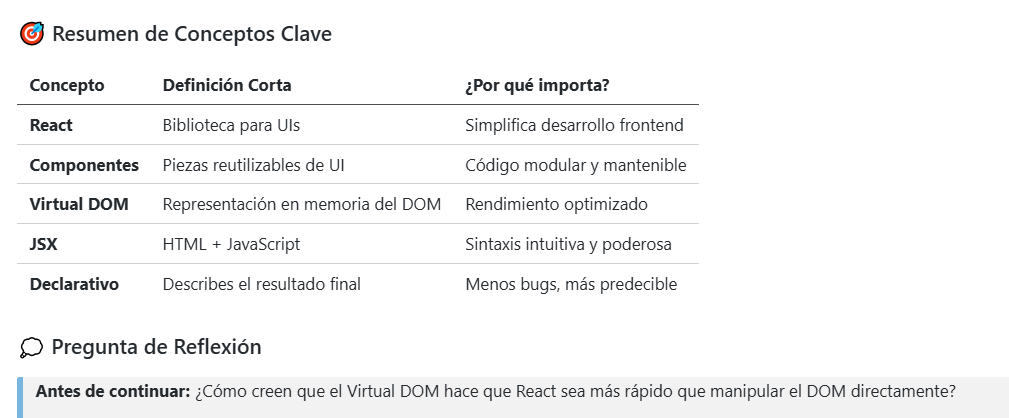 Resumen de Conceptos Clave
Concepto Definición Corta ¿Por qué importa?
React Biblioteca para UIs Simplifica desarrollo frontend
Componentes Piezas reutilizables de UI Código modular y mantenible
Virtual DOM Representación en memoria del DOM Rendimiento optimizado
JSX HTML + JavaScript Sintaxis intuitiva y poderosa
Declarativo Describes el resultado final Menos bugs, más predecible
Pregunta de Reflexión
Antes de continuar: ¿Cómo creen que el Virtual DOM hace que React sea más rápido que manipular el DOM directamente?